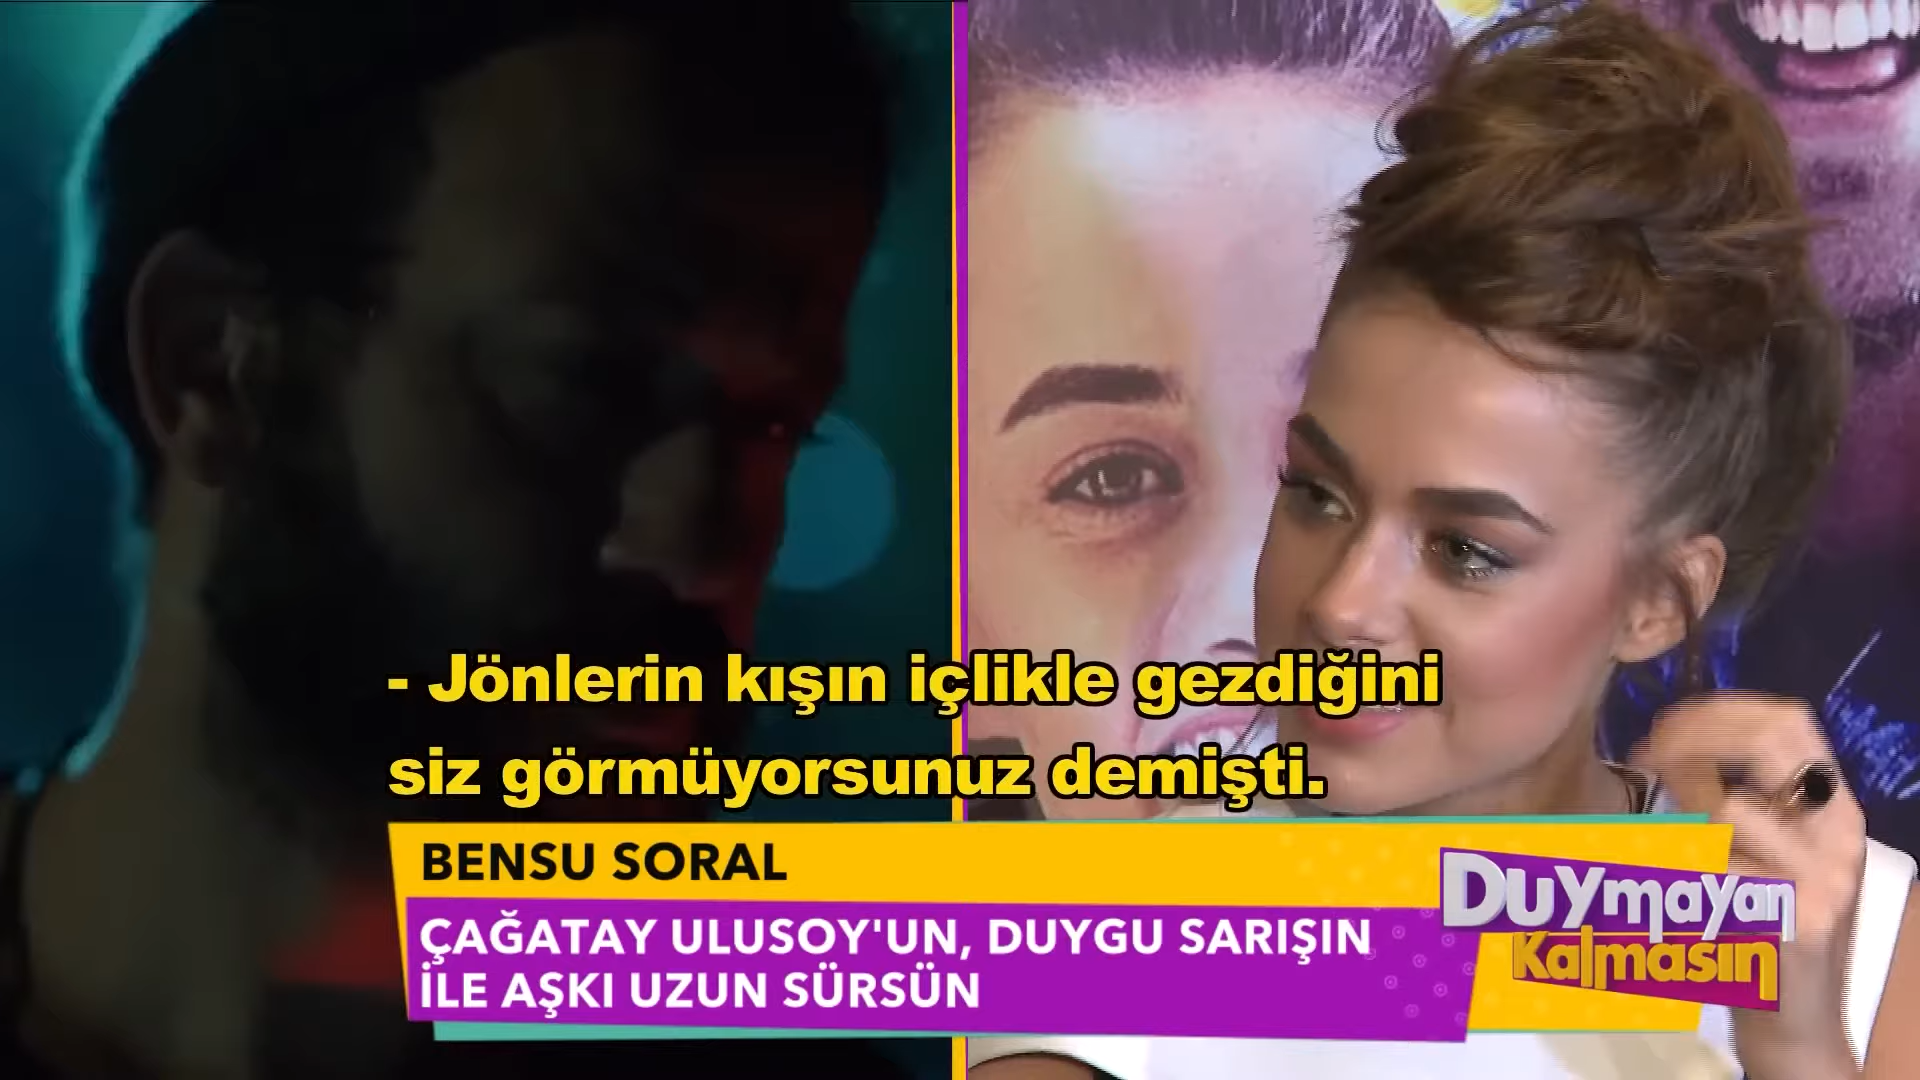 - Jönlerin kışın içlikle gezdiğini
siz görmüyorsunuz demişti.
BENSU SORAL
ÇAĞATAY ULUSOY'UN, DUYGU SARIŞIN
İLE AŞKI UZUN SÜRSÜN
Duymayan
Kalmasın